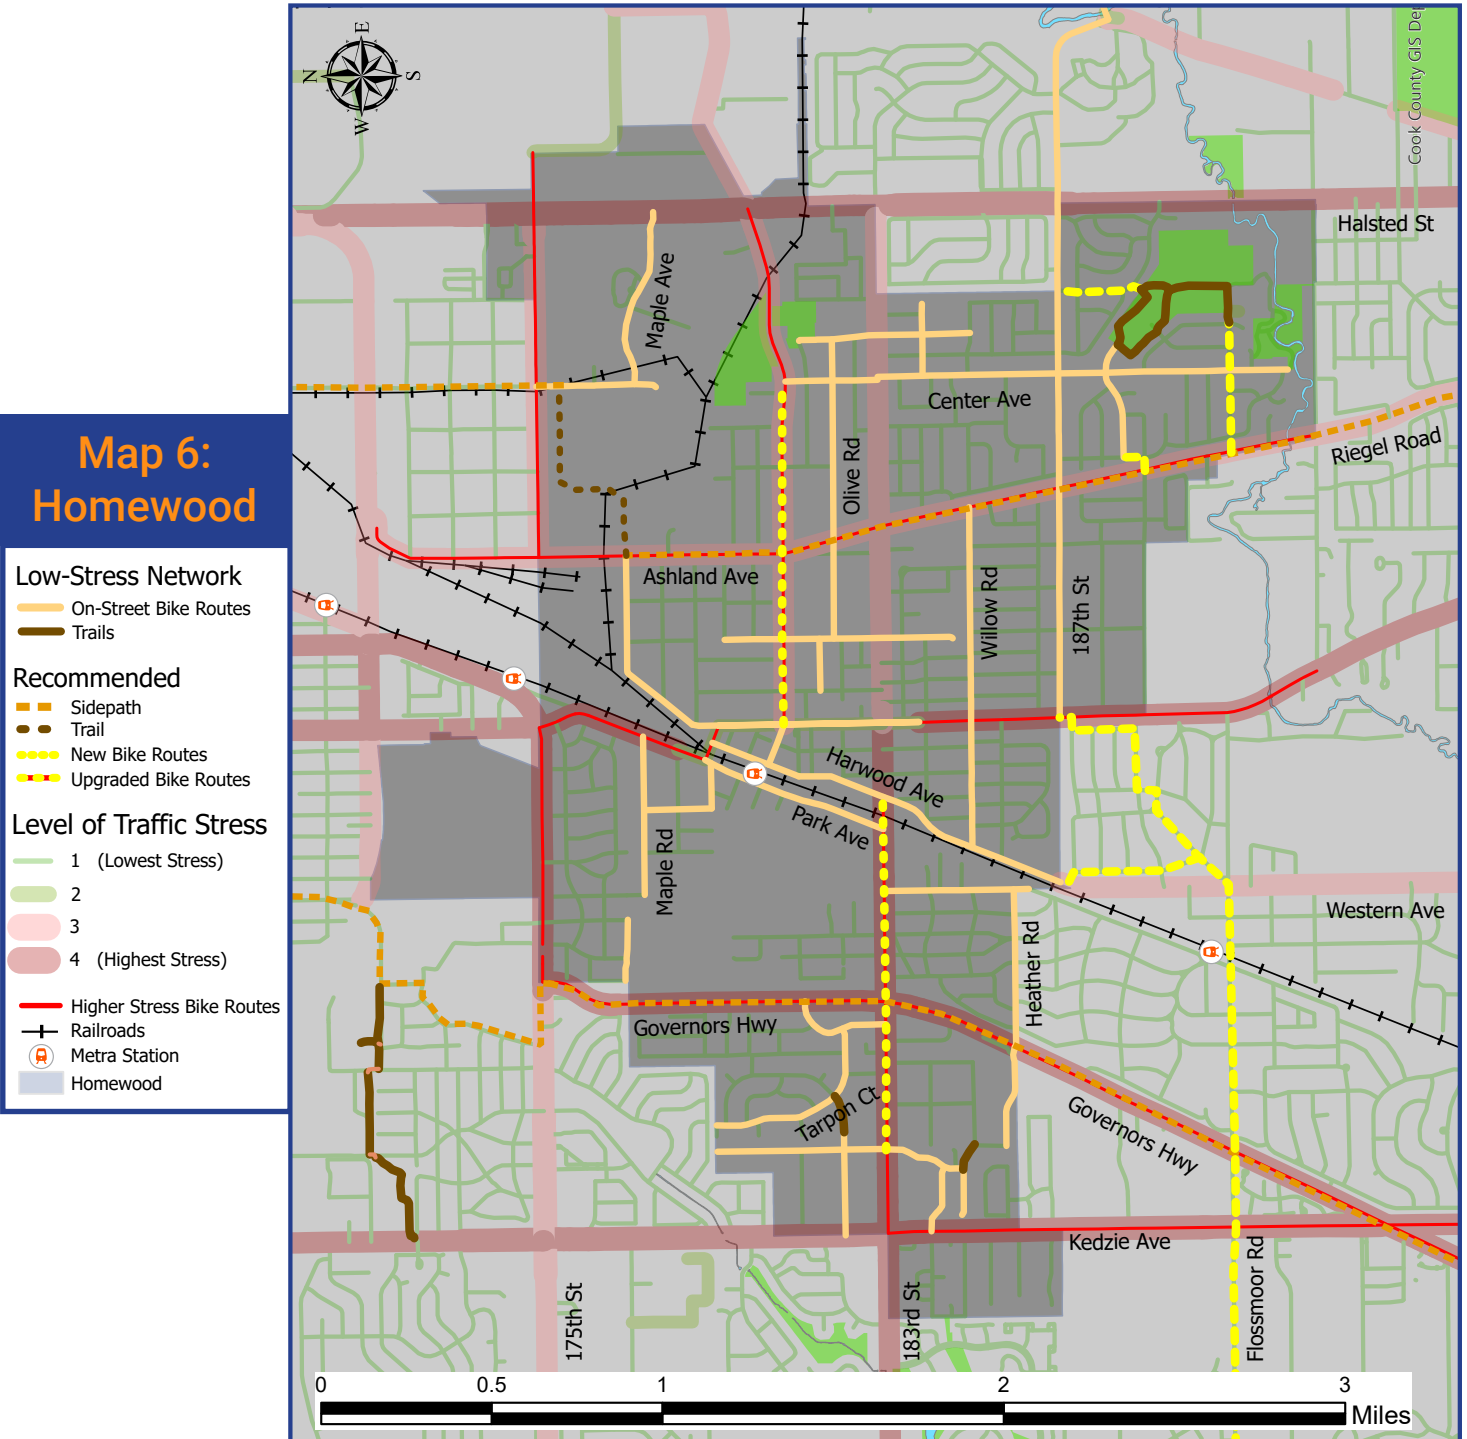 Map 6:
Homewood
Low-Stress Network
On-Street Bike Routes
Trails
Recommended
Sidepath
Trail
New Bike Routes
Upgraded Bike Routes
Level of Traffic Stress
1 (Lowest Stress)
2
3
4 (Highest Stress)
Higher Stress Bike Routes
Railroads
Metra Station
Homewood
E
N
S
W
Cook County GIS Dep
Halsted St
Maple Ave
Center Ave
Riegel Road
Olive Rd
Ashland Ave
Willow Rd
187th St
Harwood Ave
Park Ave
Maple Rd
Western Ave
Heather Rd
Governors Hwy
Tarpon Ct
Governors Hwy
Kedzie Ave
175th St
183rd St
Flossmoor Rd
0 0.5 1 2 3
Miles